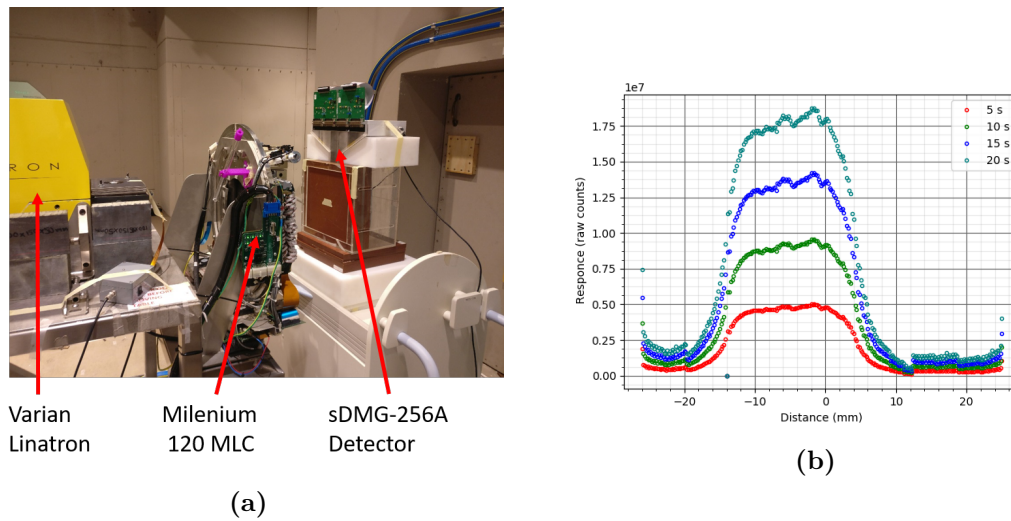 RON
Varian
Linatron
Milenium
120 MLC
sDMG-256A
Detector
(a)
1e7
Responce (raw counts)
1.75
1.50
1.25
1.00
0.75
0.50
0.25
0.00
5 s
10 s
15 s
20 s
−20
−10
0
10
20
Distance (mm)
(b)